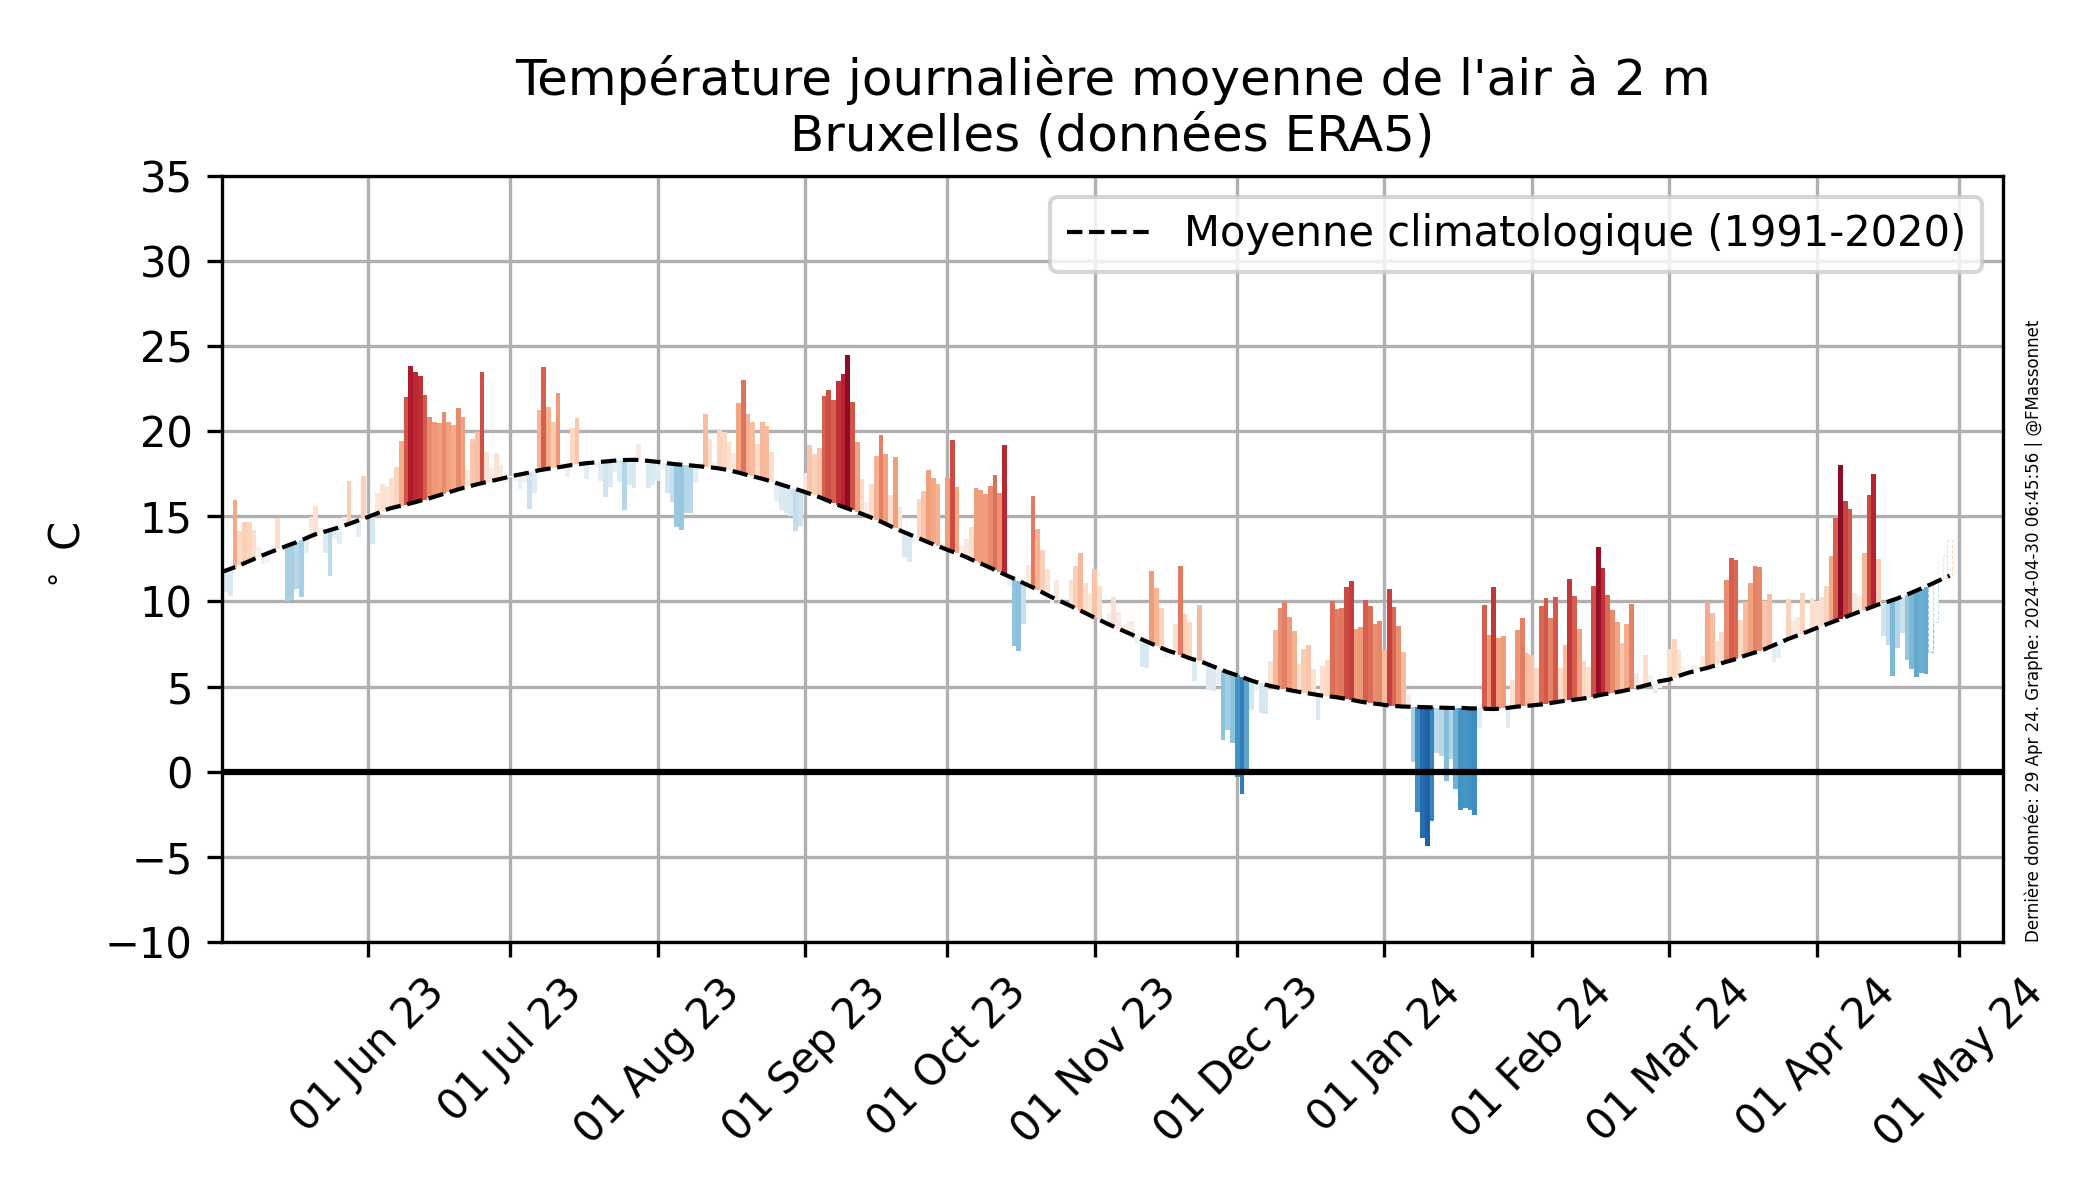 Température journalière moyenne de l'air à 2 m
Bruxelles (données ERA5)
Moyenne climatologique (1991-2020)
35
30
25
20
15
10
5
0
−5
−10
° C
01 Jun 23
01 Jul 23
01 Aug 23
01 Sep 23
01 Oct 23
01 Nov 23
01 Dec 23
01 Jan 24
01 Feb 24
01 Mar 24
01 Apr 24
01 May 24
Dernière donnée: 29 Apr 24. Graphe: 2024-04-30 06:45:56 | @FMassonnet